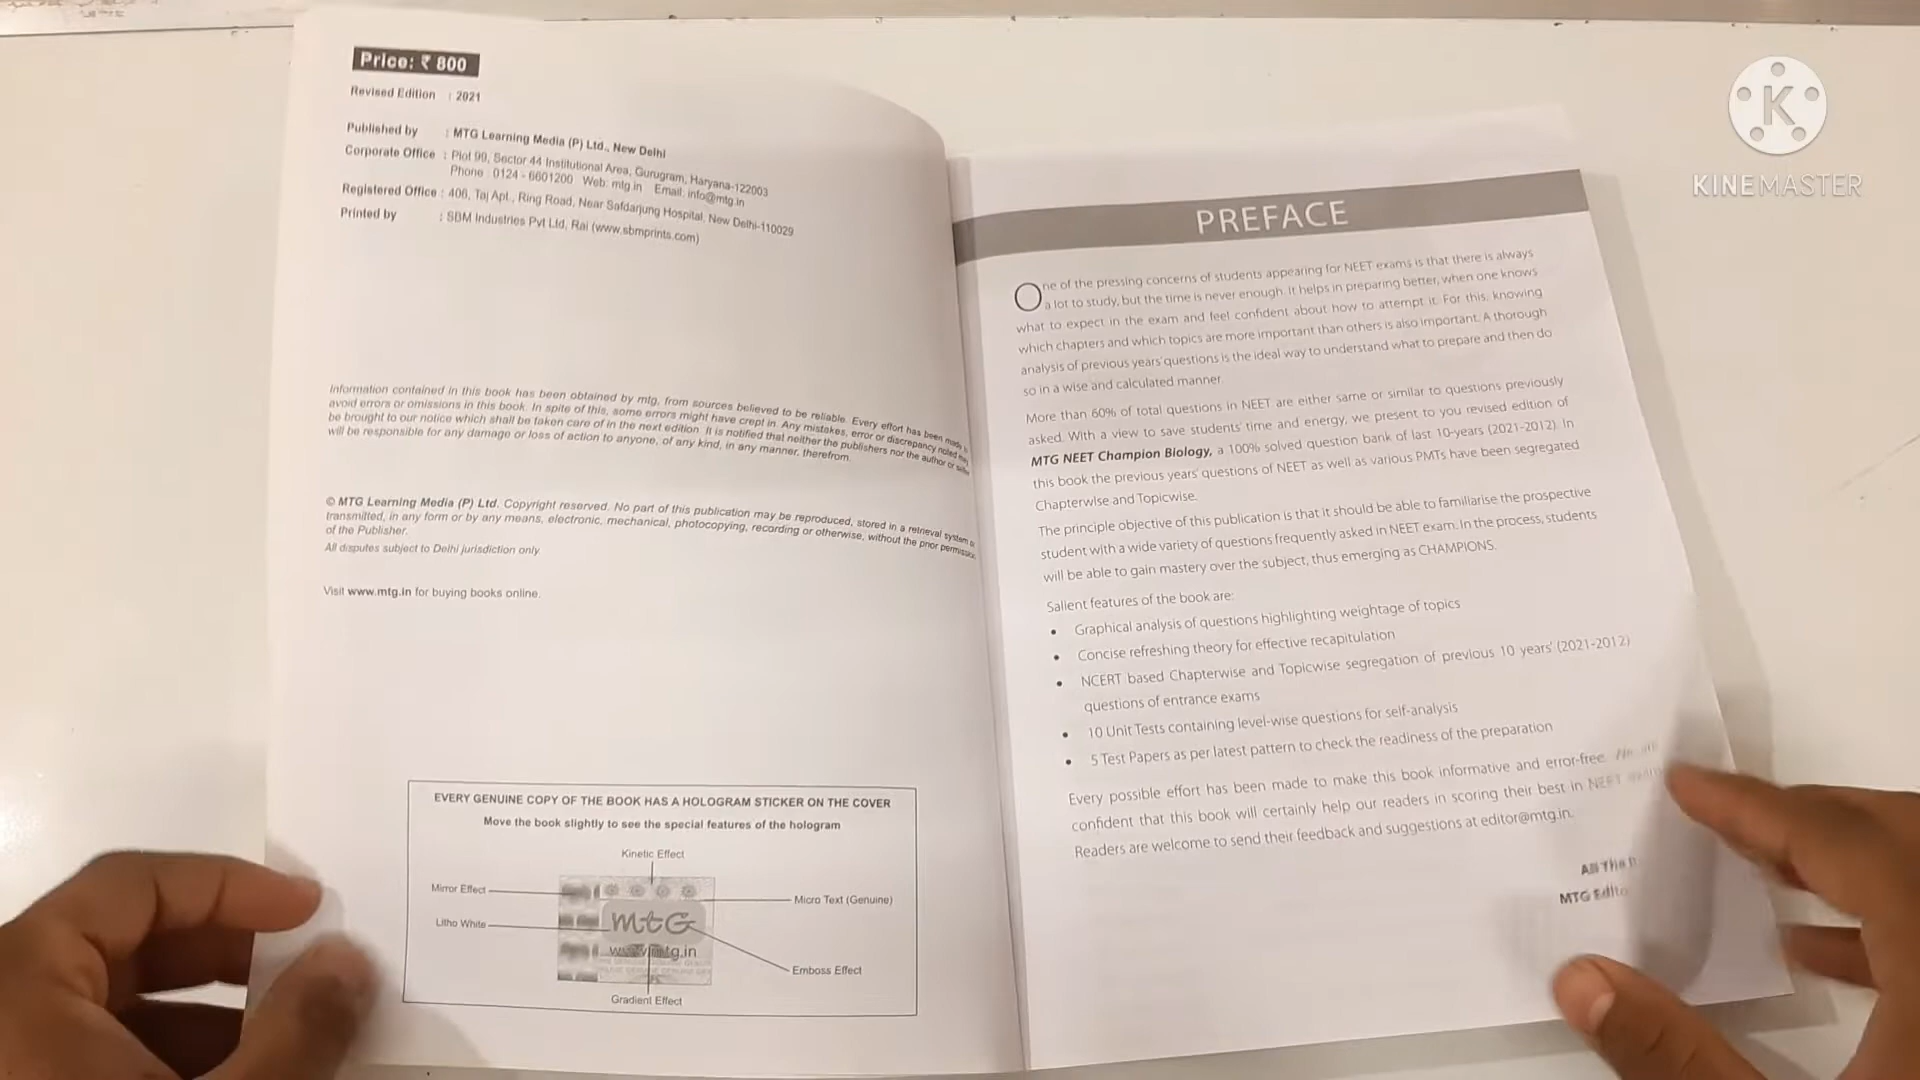 Price: ₹ 800
Revised Edition : 2021
Published by : MTG Learning Media (P) Ltd., New Delhi
Corporate Office : Plot 99, Sector 44 Institutional Area, Gurugram, Haryana-122003
Phone : 0124 - 6601200 Web: mtg.in Email: info@mtg.in
Registered Office : 406, Taj Apt., Ring Road, Near Safdarjung Hospital, New Delhi-110029
Printed by : SBM Industries Pvt Ltd, Rai (www.sbmprints.com)
Information contained in this book has been obtained by mtg, from sources believed to be reliable. Every effort has been made
avoid errors or omissions in this book. In spite of this, some errors might have crept in. Any mistakes, error or discrepancy noted may
be brought to our notice which shall be taken care of in the next edition. It is notified that neither the publishers nor the author or seller
will be responsible for any damage or loss of action to anyone, of any kind, in any manner, therefrom.
© MTG Learning Media (P) Ltd. Copyright reserved. No part of this publication may be reproduced, stored in a retrieval system
transmitted, in any form or by any means, electronic, mechanical, photocopying, recording or otherwise, without the prior permission
of the Publisher.
All disputes subject to Delhi jurisdiction only.
Visit www.mtg.in for buying books online.
EVERY GENUINE COPY OF THE BOOK HAS A HOLOGRAM STICKER ON THE COVER
Move the book slightly to see the special features of the hologram
Kinetic Effect
Mirror Effect
Micro Text (Genuine)
Litho White
mtG
www.mtg.in
Emboss Effect
Gradient Effect
PREFACE
One of the pressing concerns of students appearing for NEET exams is that there is always
a lot to study, but the time is never enough. It helps in preparing better, when one knows
what to expect in the exam and feel confident about how to attempt it. For this, knowing
which chapters and which topics are more important than others is also important. A thorough
analysis of previous years' questions is the ideal way to understand what to prepare and then do
so in a wise and calculated manner.
More than 60% of total questions in NEET are either same or similar to questions previously
asked. With a view to save students' time and energy, we present to you revised edition of
MTG NEET Champion Biology, a 100% solved question bank of last 10-years (2021-2012). In
this book the previous years' questions of NEET as well as various PMTs have been segregated
Chapterwise and Topicwise.
The principle objective of this publication is that it should be able to familiarise the prospective
student with a wide variety of questions frequently asked in NEET exam. In the process, students
will be able to gain mastery over the subject, thus emerging as CHAMPIONS.
Salient features of the book are:
• Graphical analysis of questions highlighting weightage of topics
• Concise refreshing theory for effective recapitulation
• NCERT based Chapterwise and Topicwise segregation of previous 10 years' (2021-2012)
questions of entrance exams
• 10 Unit Tests containing level-wise questions for self-analysis
• 5 Test Papers as per latest pattern to check the readiness of the preparation
Every possible effort has been made to make this book informative and error-free. We are
confident that this book will certainly help our readers in scoring their best in NEET
Readers are welcome to send their feedback and suggestions at editor@mtg.in.
All The
MTG
KINEMASTER